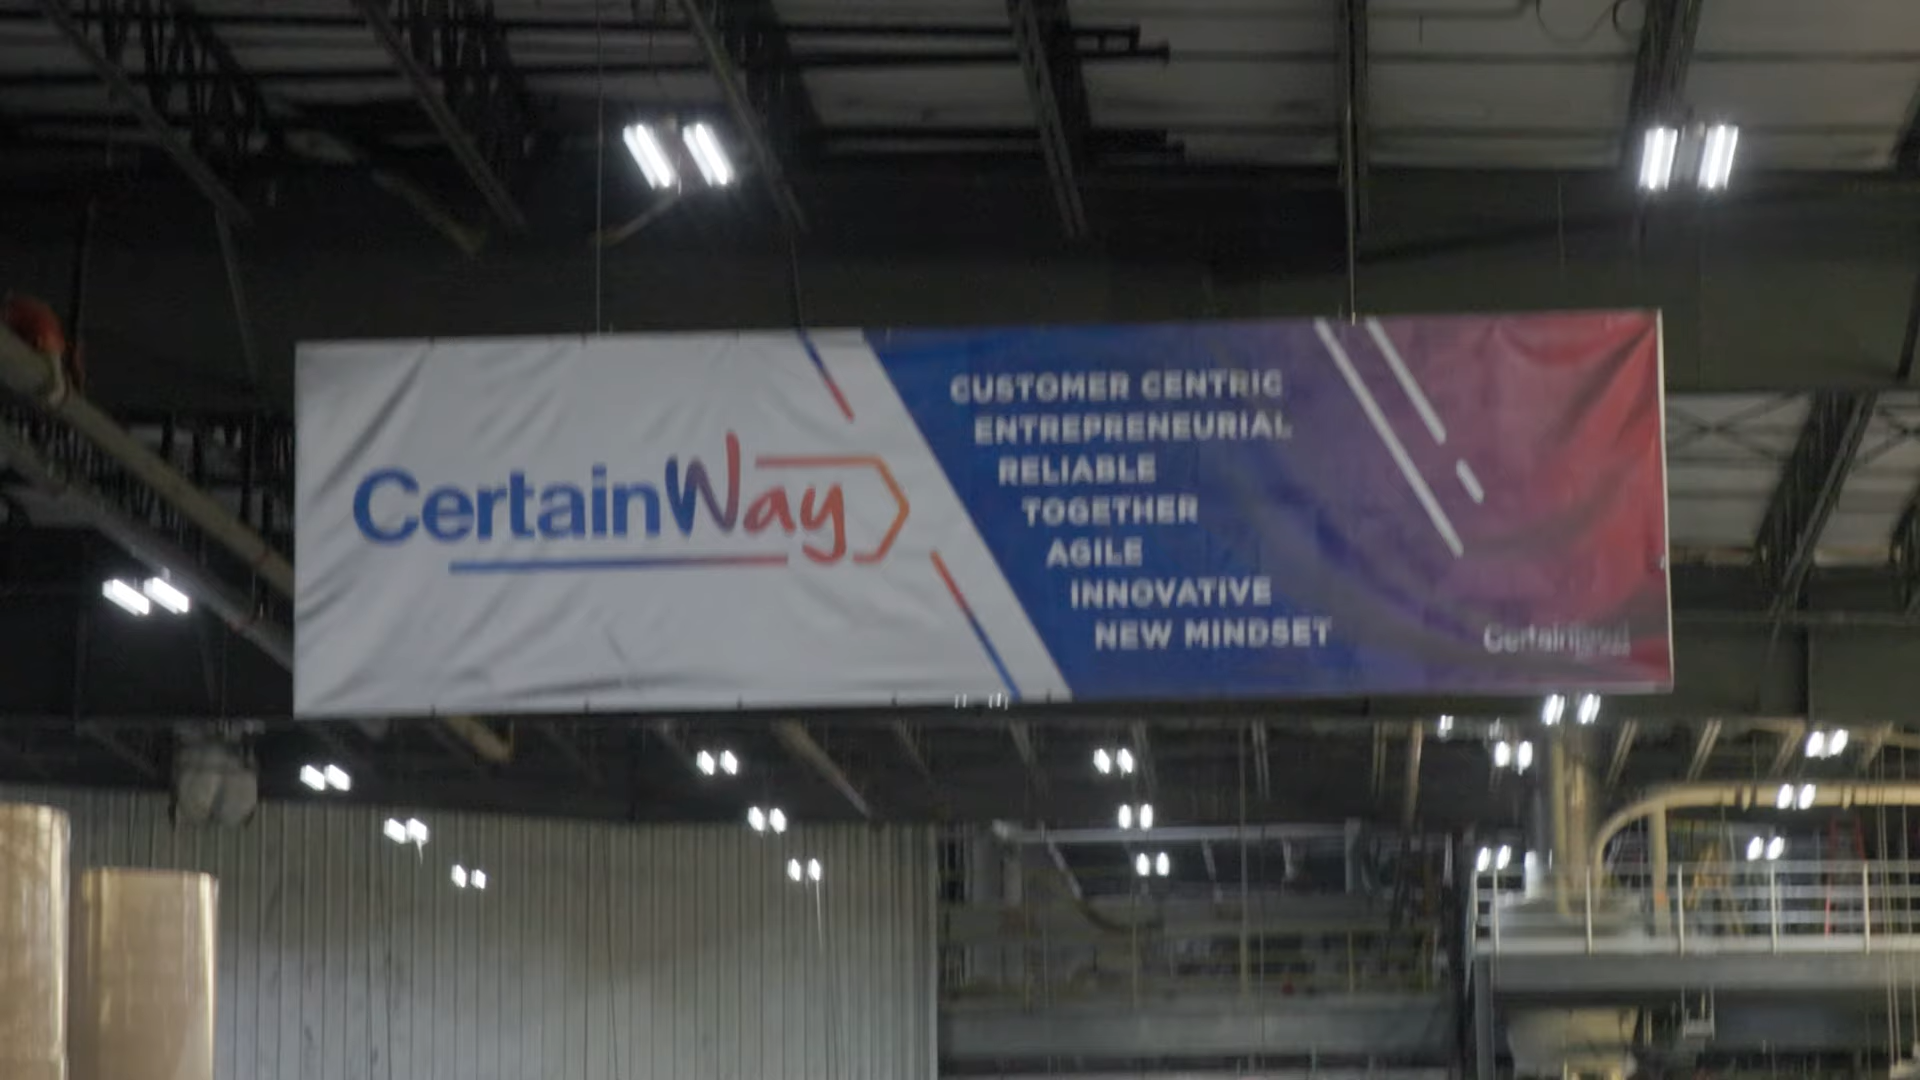 CertainWay
CUSTOMER CENTRIC
ENTREPRENEURIAL
RELIABLE
TOGETHER
AGILE
INNOVATIVE
NEW MINDSET